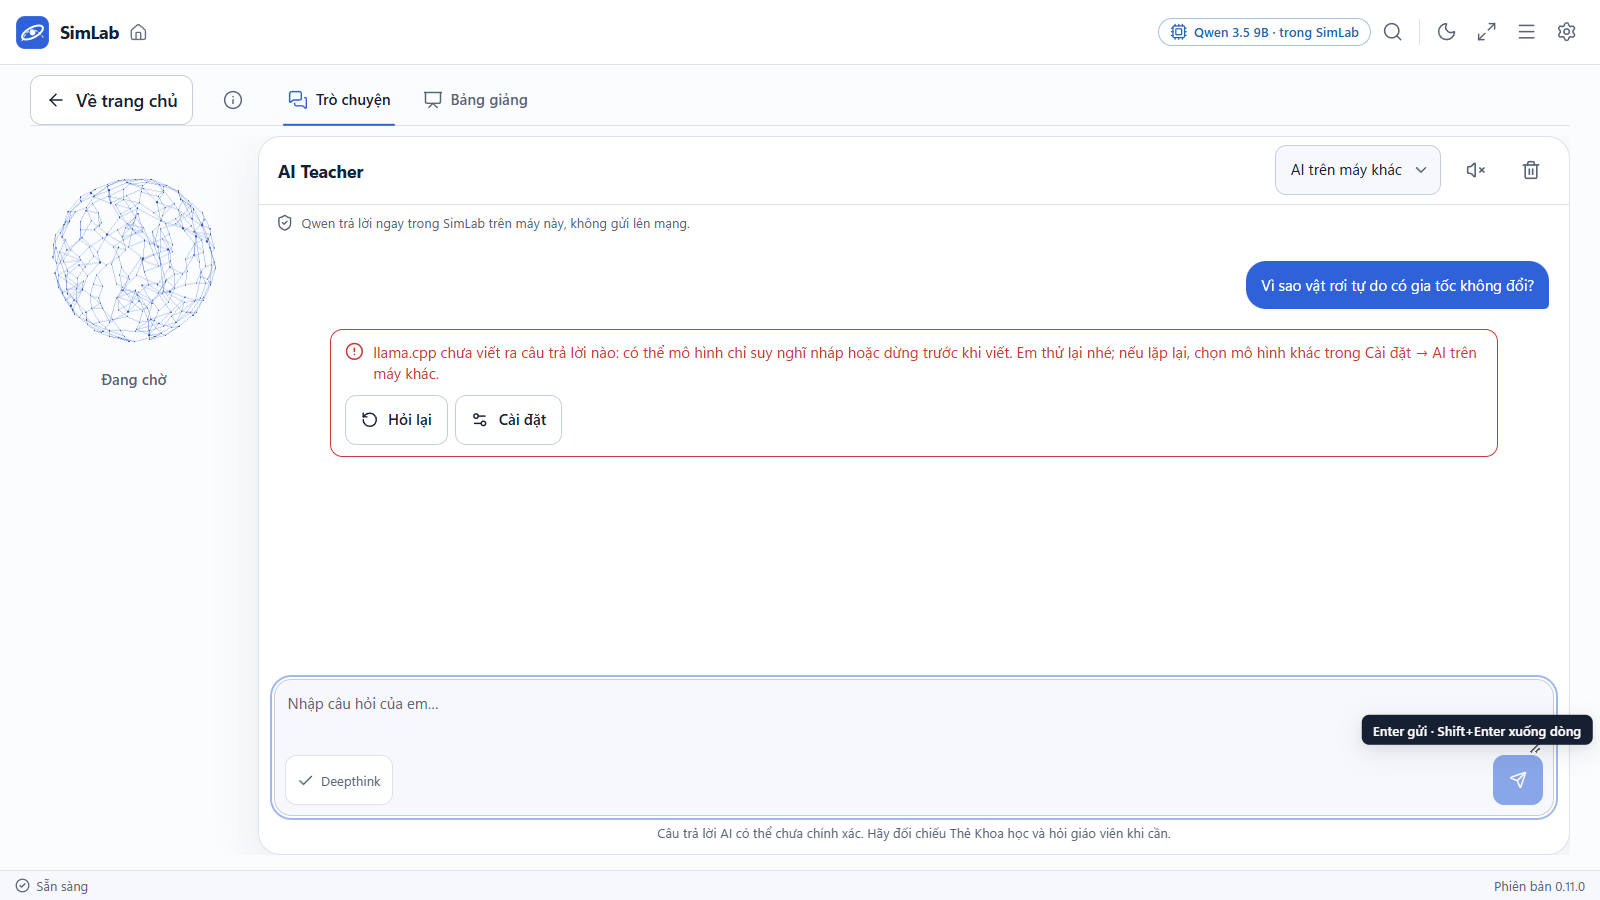 SimLab
Qwen 3.5 9B · trong SimLab
Về trang chủ
Trò chuyện
Bảng giảng
AI Teacher
AI trên máy khác
Qwen trả lời ngay trong SimLab trên máy này, không gửi lên mạng.
Vì sao vật rơi tự do có gia tốc không đổi?
llama.cpp chưa viết ra câu trả lời nào: có thể mô hình chỉ suy nghĩ nháp hoặc dừng trước khi viết. Em thử lại nhé; nếu lặp lại, chọn mô hình khác trong Cài đặt → AI trên
máy khác.
Hỏi lại
Cài đặt
Đang chờ
Nhập câu hỏi của em...
Enter gửi · Shift+Enter xuống dòng
Deepthink
Câu trả lời AI có thể chưa chính xác. Hãy đối chiếu Thẻ Khoa học và hỏi giáo viên khi cần.
Sẵn sàng
Phiên bản 0.11.0